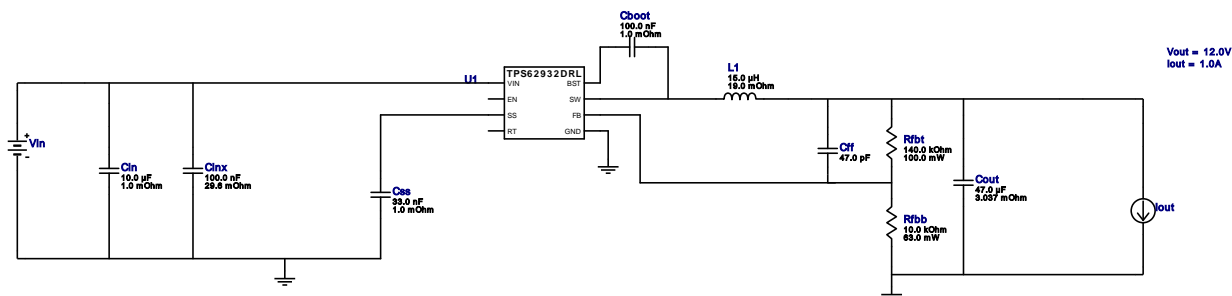 Cboot
100.0 nF
1.0 mOhm
Vout = 12.0V
Iout = 1.0A
U1
TPS62932DRL
VIN
BST
EN
SW
SS
FB
RT
GND
L1
15.0 µH
19.0 mOhm
Vin
Cin
10.0 µF
1.0 mOhm
Cinx
100.0 nF
29.6 mOhm
Css
33.0 nF
1.0 mOhm
Cff
47.0 pF
Rfbt
140.0 kOhm
100.0 mW
Cout
47.0 µF
3.037 mOhm
Rfbb
10.0 kOhm
63.0 mW
Iout